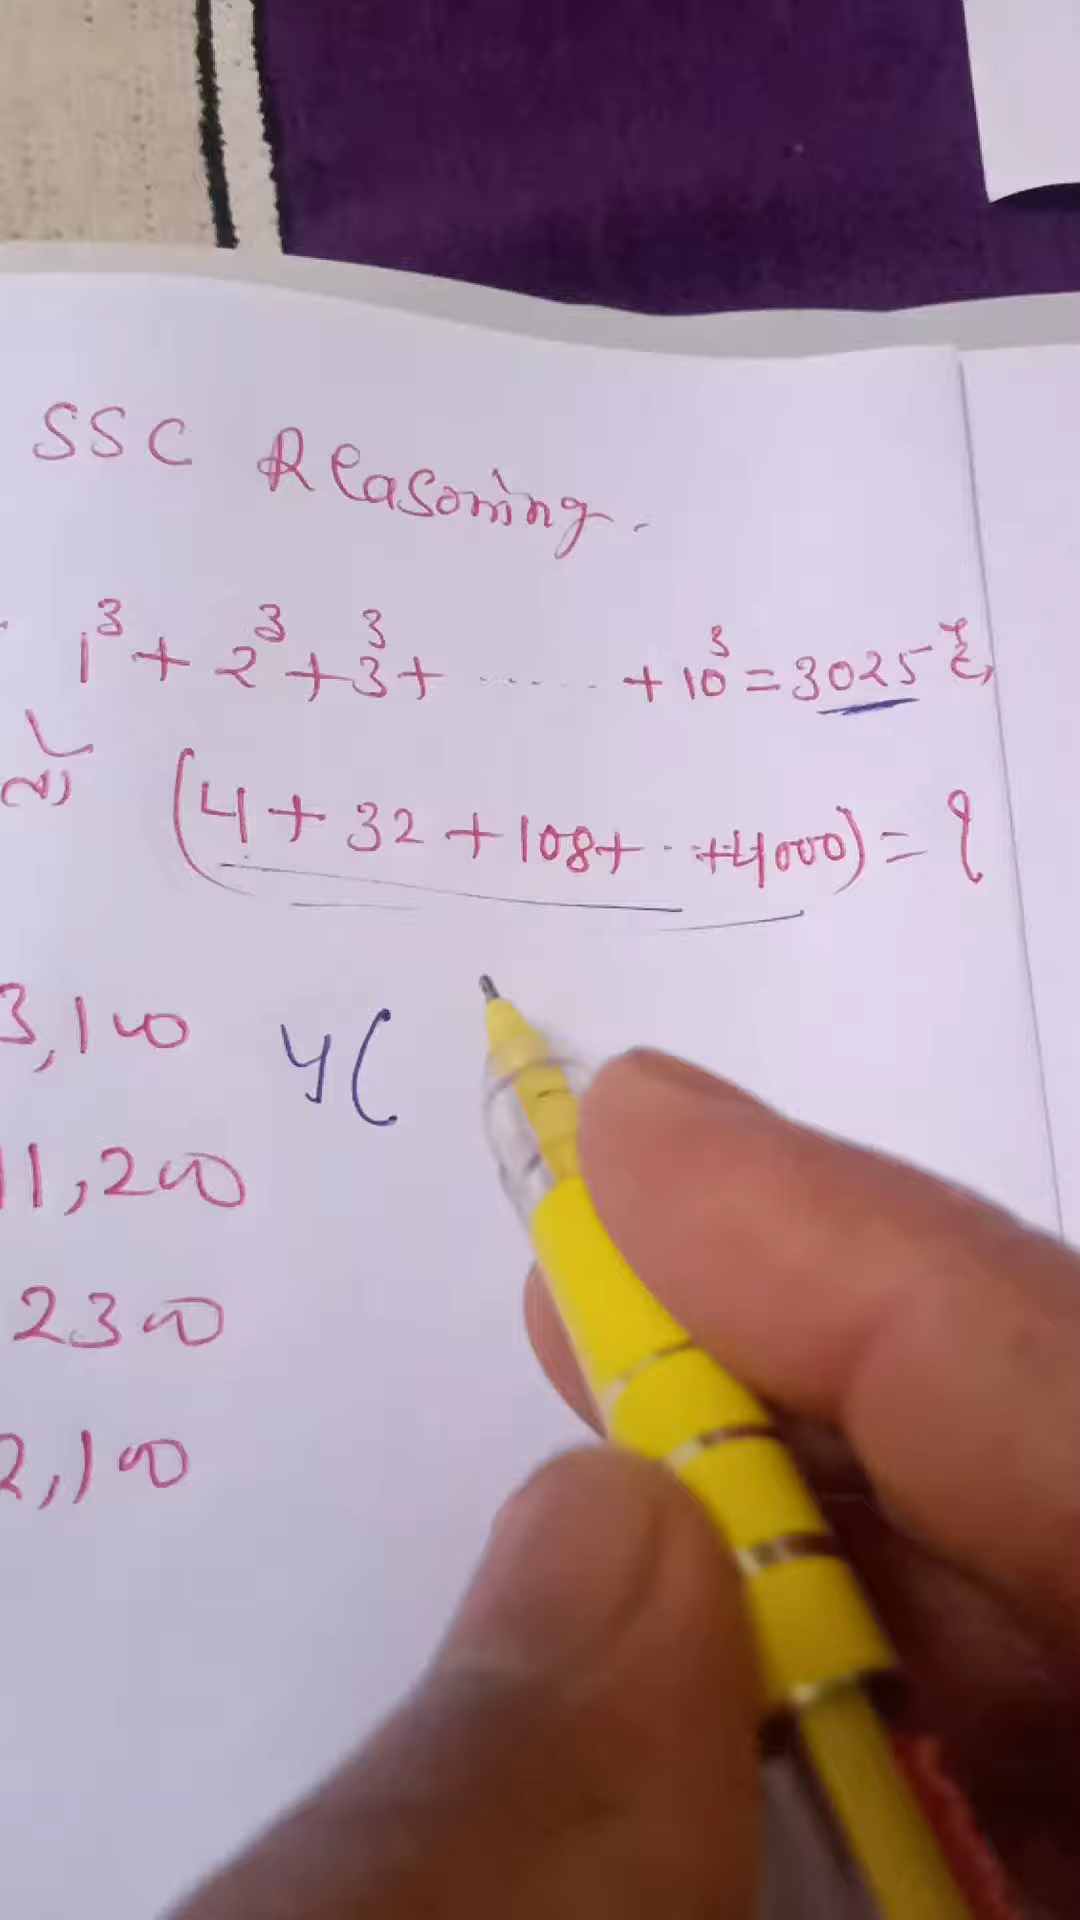 SSC Reasoning.
1³ + 2³ + 3³ + ...... + 10³ = 3025 है,
तो (4 + 32 + 108 + ... + 4000) = ?
3,100 4(
11,200
2300
2,100